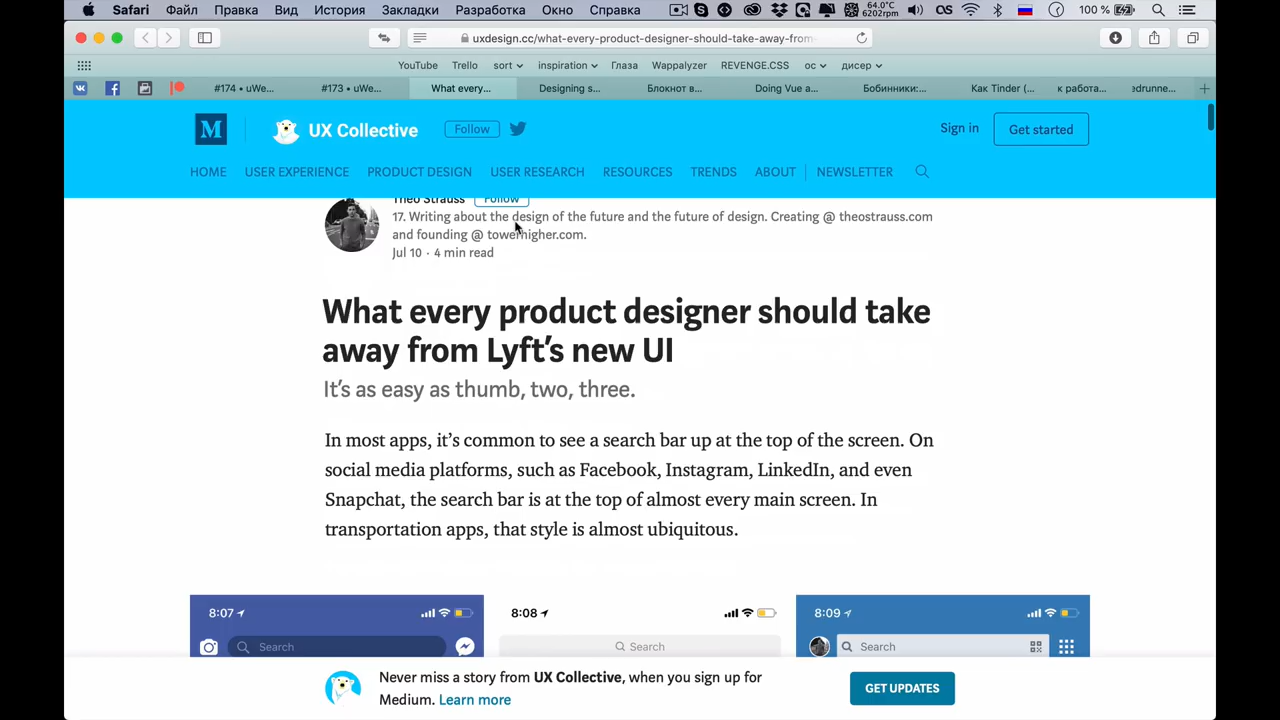 Safari Файл Правка Вид История Закладки Разработка Окно Справка 64.0°C 6202rpm 100 %
uxdesign.cc/what-every-product-designer-should-take-away-from-
YouTube Trello sort inspiration Глаза Wappalyzer REVENGE.CSS ос дисер
#174 • uWe... #173 • uWe... What every... Designing s... Блокнот в... Doing Vue a... Бобинники:... Как Tinder (... к работа... edrunne...
M UX Collective Follow Sign in Get started
HOME USER EXPERIENCE PRODUCT DESIGN USER RESEARCH RESOURCES TRENDS ABOUT NEWSLETTER
Theo Strauss Follow
17. Writing about the design of the future and the future of design. Creating @ theostrauss.com
and founding @ towerhigher.com.
Jul 10 · 4 min read
What every product designer should take
away from Lyft’s new UI
It’s as easy as thumb, two, three.
In most apps, it’s common to see a search bar up at the top of the screen. On
social media platforms, such as Facebook, Instagram, LinkedIn, and even
Snapchat, the search bar is at the top of almost every main screen. In
transportation apps, that style is almost ubiquitous.
8:07 8:08 8:09
Search Search Search
Never miss a story from UX Collective, when you sign up for
Medium. Learn more
GET UPDATES